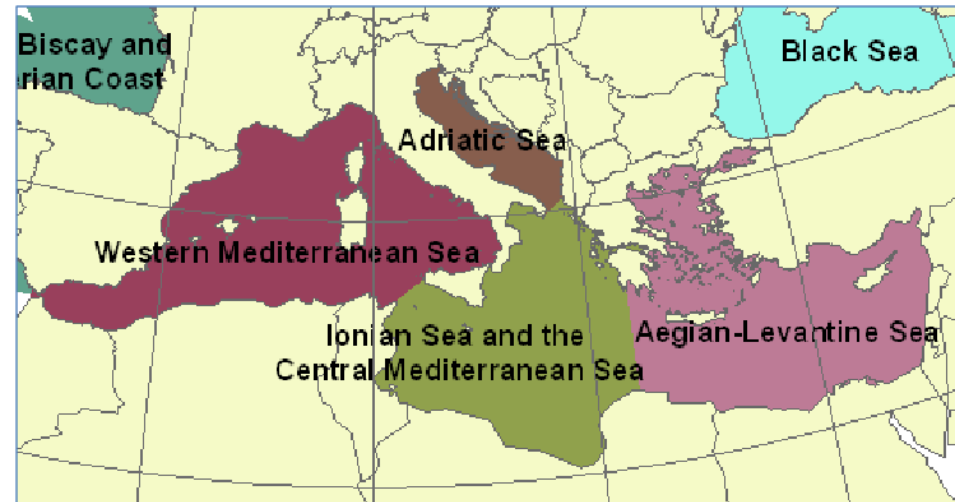 Biscay and
erian Coast
Black Sea
Adriatic Sea
Western Mediterranean Sea
Ionian Sea and the
Central Mediterranean Sea
Aegian-Levantine Sea